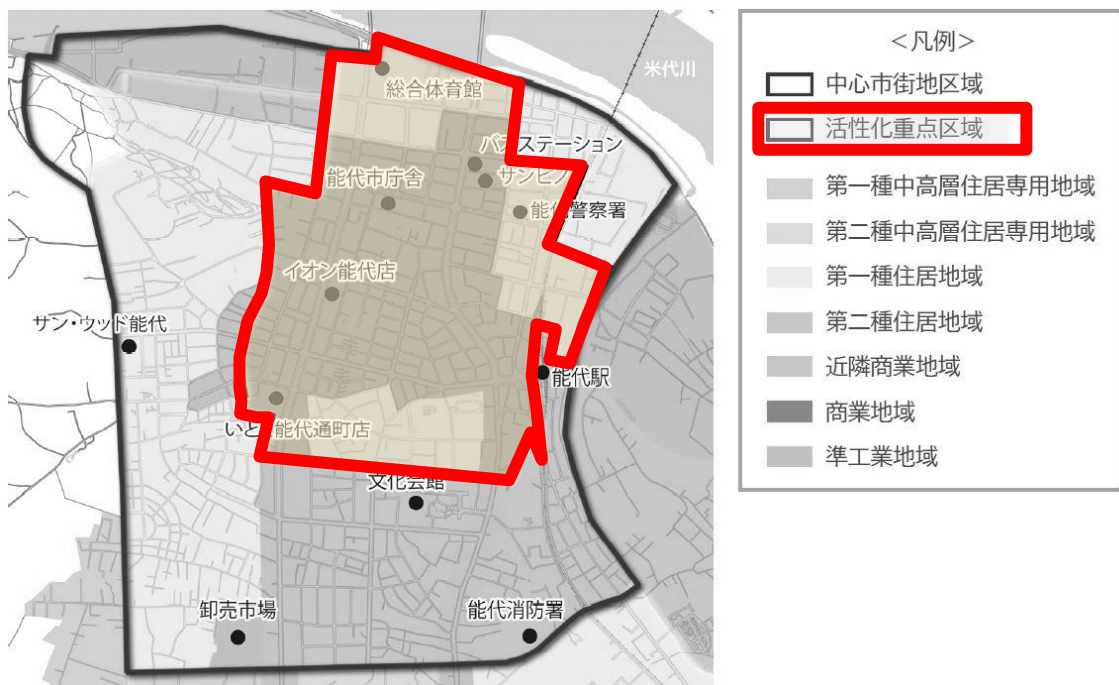 米代川
総合体育館
バスステーション
能代市庁舎
サンピノ
能代警察署
イオン能代店
サン・ウッド能代
能代駅
いとく能代通町店
文化会館
卸売市場
能代消防署
<凡例>
中心市街地区域
活性化重点区域
第一種中高層住居専用地域
第二種中高層住居専用地域
第一種住居地域
第二種住居地域
近隣商業地域
商業地域
準工業地域